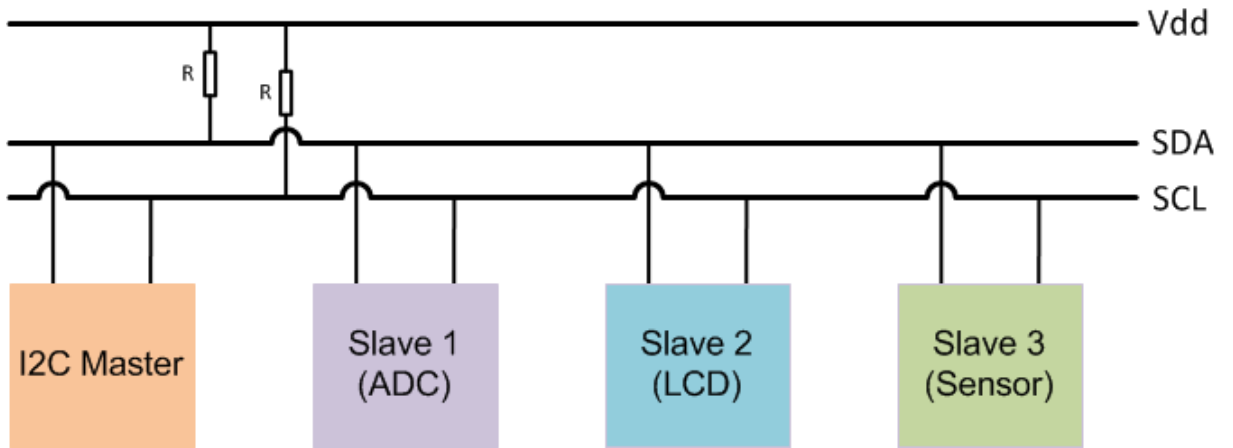 Vdd
R
R
SDA
SCL
I2C Master
Slave 1
(ADC)
Slave 2
(LCD)
Slave 3
(Sensor)